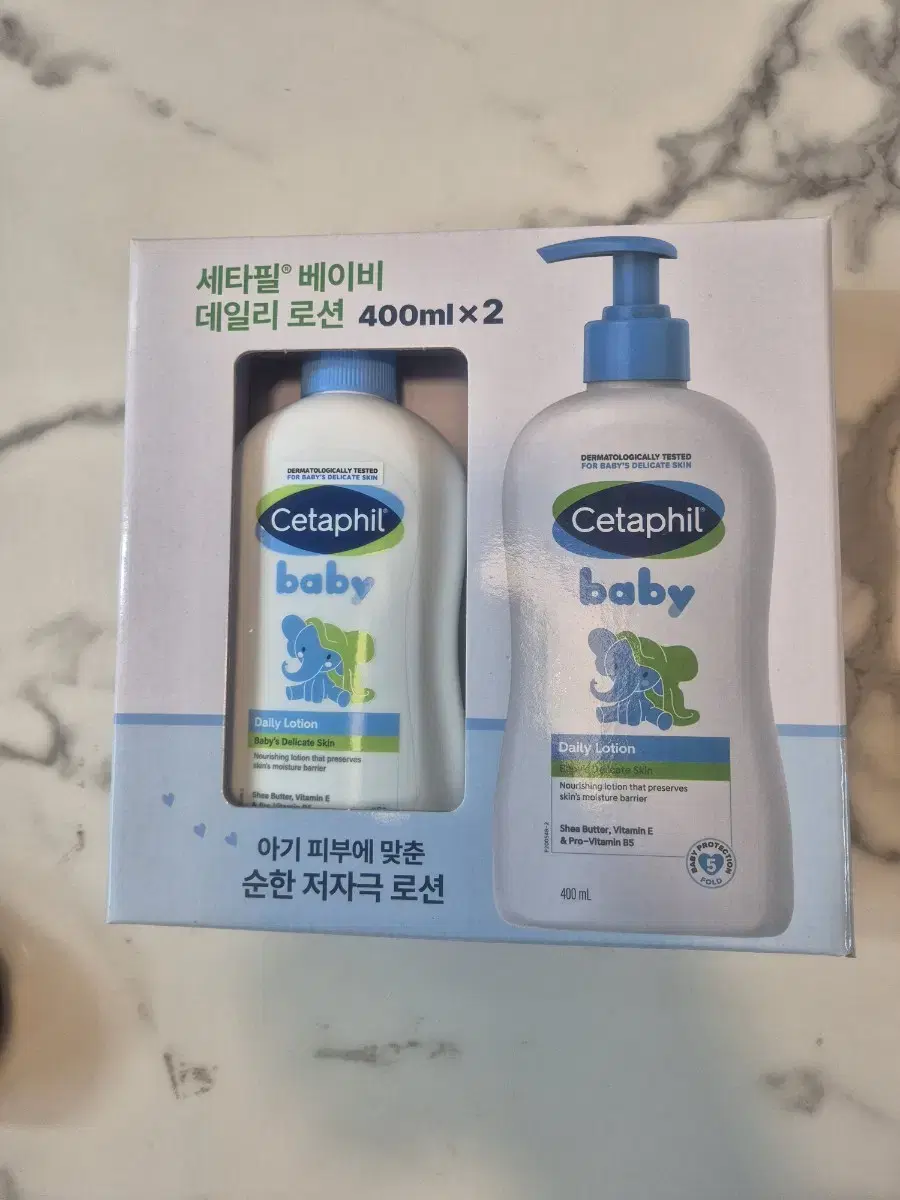 세타필® 베이비
데일리 로션 400ml×2
DERMATOLOGICALLY TESTED
FOR BABY'S DELICATE SKIN
Cetaphil®
baby
Daily Lotion
Baby's Delicate Skin
Nourishing lotion that preserves
skin's moisture barrier
Shea Butter, Vitamin E
& Pro-Vitamin B5
DERMATOLOGICALLY TESTED
FOR BABY'S DELICATE SKIN
Cetaphil®
baby
Daily Lotion
Baby's Delicate Skin
Nourishing lotion that preserves
skin's moisture barrier
Shea Butter, Vitamin E
& Pro-Vitamin B5
BABY PROTECTION
5
FOLD
400 mL
아기 피부에 맞춘
순한 저자극 로션